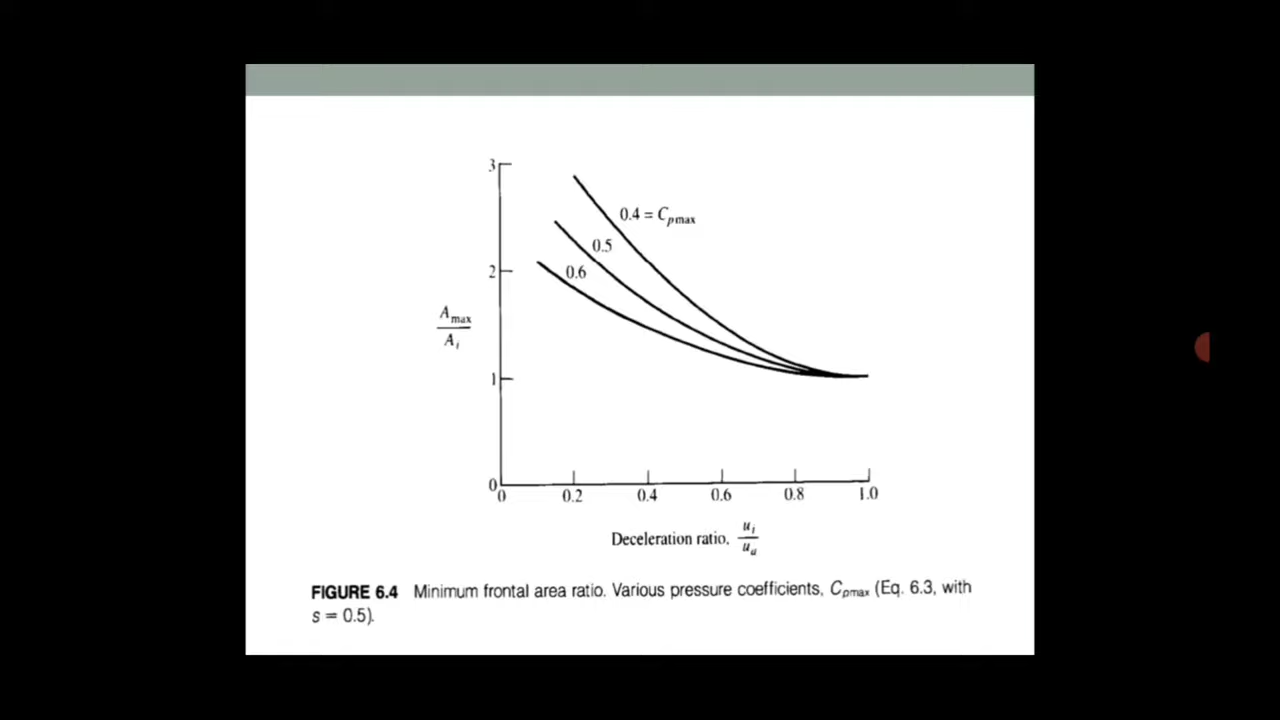 3
0.4 = Cpmax
0.5
2
0.6
Amax
Ai
1
0
0 0.2 0.4 0.6 0.8 1.0
Deceleration ratio, ui
ua
FIGURE 6.4 Minimum frontal area ratio. Various pressure coefficients, Cpmax (Eq. 6.3, with
s = 0.5).